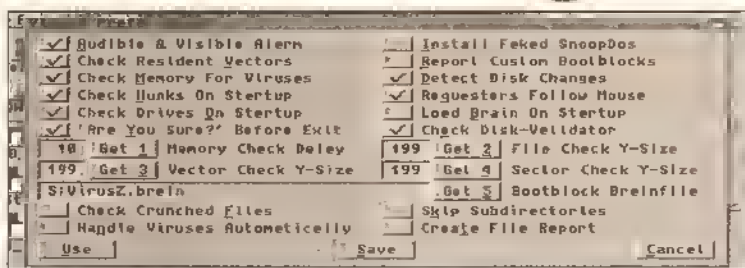 Prefs
Audible & Visible Alarm
Install Faked SnoopDos
Check Resident Vectors
Report Custom Bootblocks
Check Memory For Viruses
Detect Disk Changes
Check Hunks On Startup
Requesters Follow Mouse
Check Drives On Startup
Load Brain On Startup
'Are You Sure?' Before Exit
Check Disk-Validator
10 Get 1 Memory Check Delay
199 Get 2 File Check Y-Size
199 Get 3 Vector Check Y-Size
199 Get 4 Sector Check Y-Size
S:VirusZ.brain
Get 5 Bootblock Brainfile
Check Crunched Files
Skip Subdirectories
Handle Viruses Automatically
Create File Report
Use
Save
Cancel